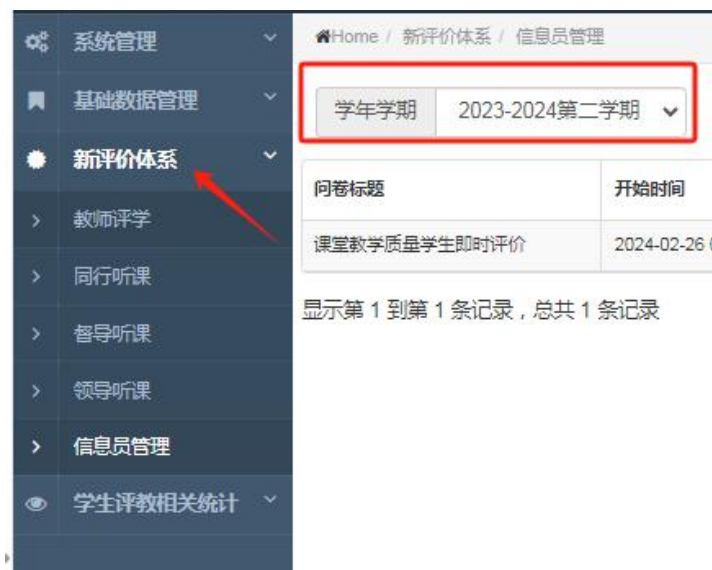 系统管理
基础数据管理
新评价体系
教师评学
同行听课
督导听课
领导听课
信息员管理
学生评教相关统计
Home / 新评价体系 / 信息员管理
学年学期 2023-2024第二学期
问卷标题 开始时间
课堂教学质量学生即时评价 2024-02-26
显示第 1 到第 1 条记录，总共 1 条记录